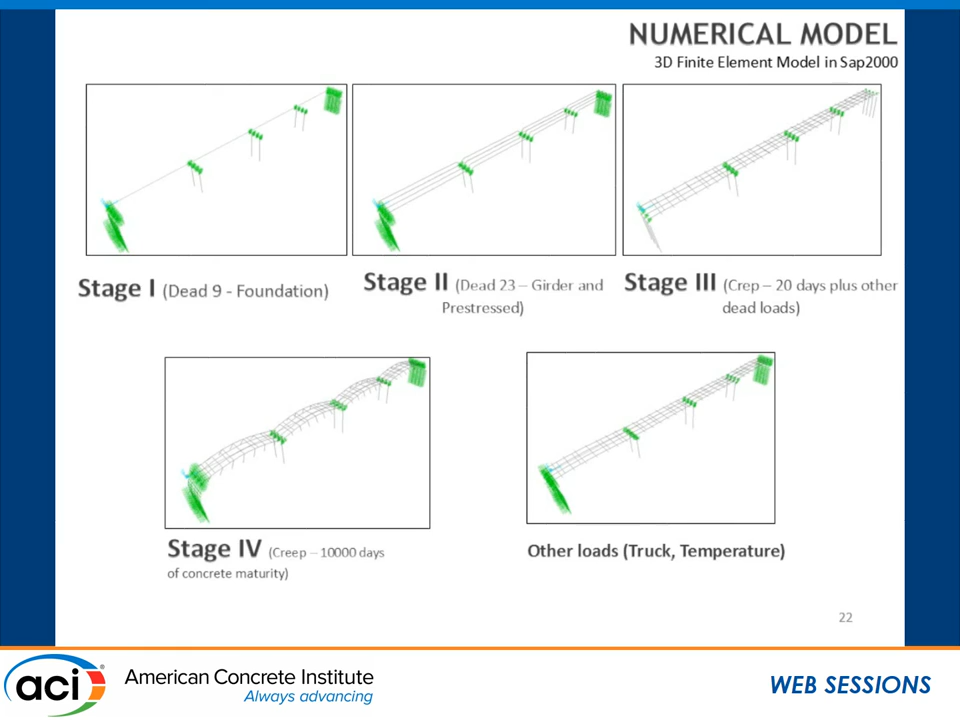 NUMERICAL MODEL
3D Finite Element Model in Sap2000
Stage I (Dead 9 - Foundation)
Stage II (Dead 23 – Girder and
Prestressed)
Stage III (Crep – 20 days plus other
dead loads)
Stage IV (Creep – 10000 days
of concrete maturity)
Other loads (Truck, Temperature)
22
aci®
American Concrete Institute
Always advancing
WEB SESSIONS